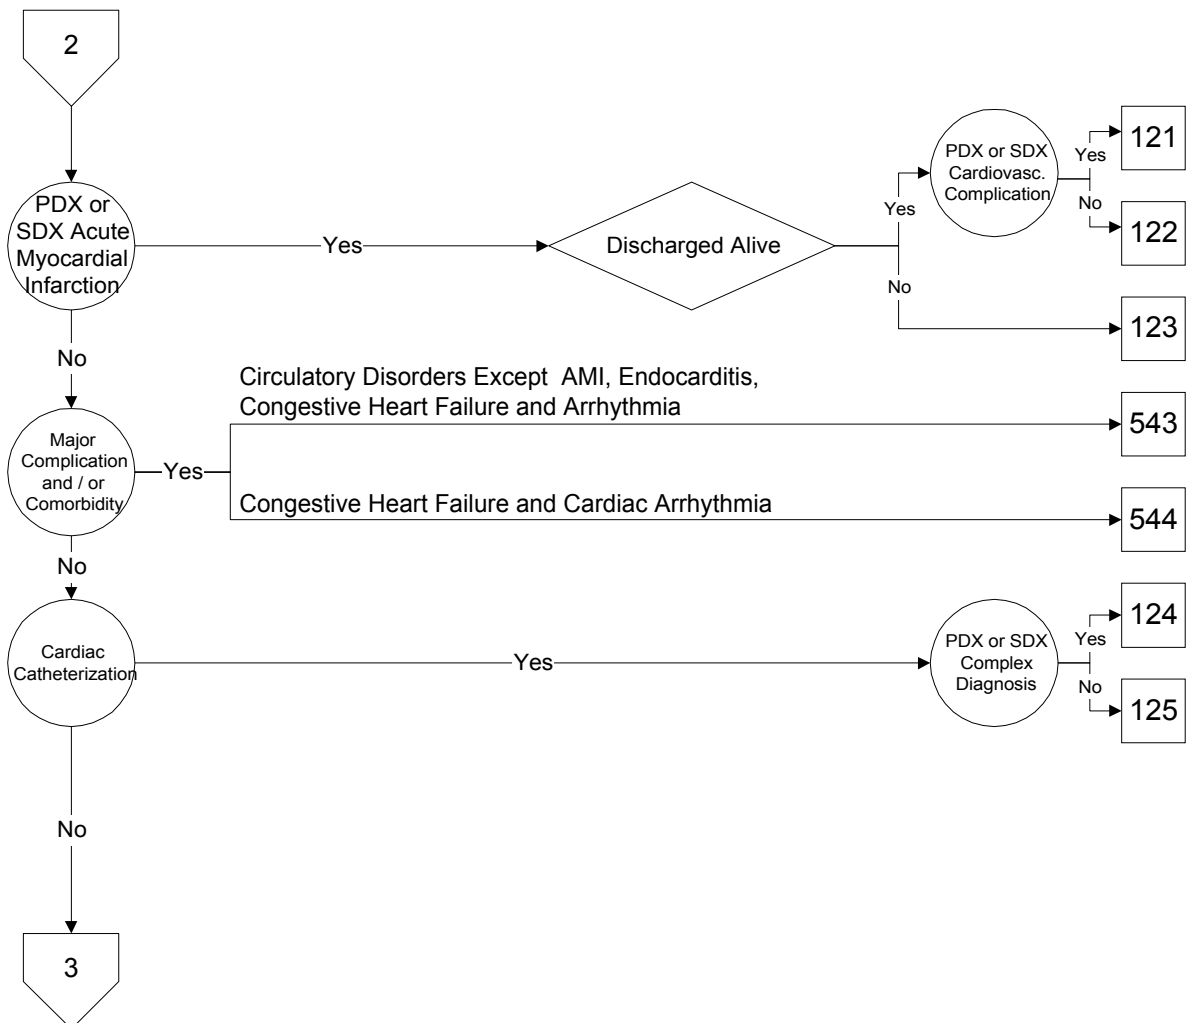 2
PDX or
SDX Acute
Myocardial
Infarction
Yes
Discharged Alive
Yes
PDX or SDX
Cardiovasc.
Complication
Yes
121
No
122
No
123
No
Circulatory Disorders Except  AMI, Endocarditis,
Congestive Heart Failure and Arrhythmia
543
Major
Complication
and / or
Comorbidity
Yes
Congestive Heart Failure and Cardiac Arrhythmia
544
No
Cardiac
Catheterization
Yes
PDX or SDX
Complex
Diagnosis
Yes
124
No
125
No
3